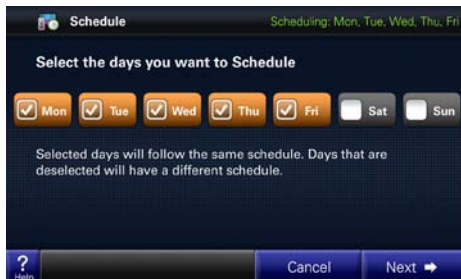 Schedule
Scheduling: Mon, Tue, Wed, Thu, Fri
Select the days you want to Schedule
Mon Tue Wed Thu Fri Sat Sun
Selected days will follow the same schedule. Days that are
deselected will have a different schedule.
?
Help
Cancel
Next